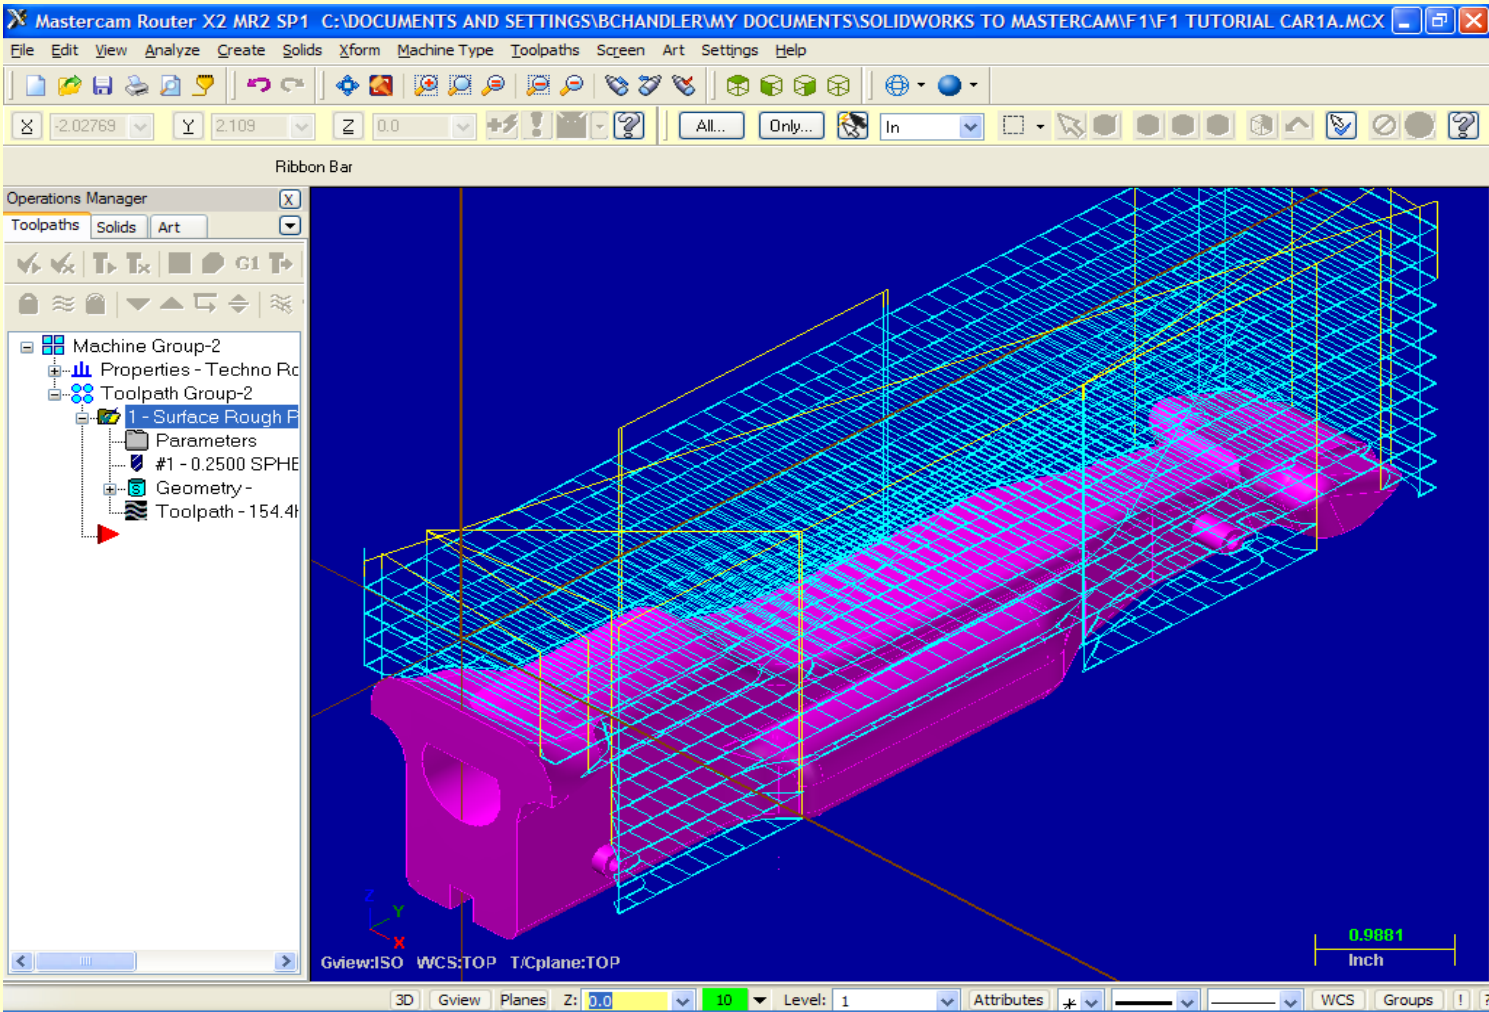 Mastercam Router X2 MR2 SP1 C:\DOCUMENTS AND SETTINGS\BCHANDLER\MY DOCUMENTS\SOLIDWORKS TO MASTERCAM\F1\F1 TUTORIAL CAR1A.MCX
File Edit View Analyze Create Solids Xform Machine Type Toolpaths Screen Art Settings Help
X -2.02769 Y 2.109 Z 0.0 All... Only... In
Ribbon Bar
Operations Manager X
Toolpaths Solids Art
G1
Machine Group-2
Properties - Techno Ro
Toolpath Group-2
1 - Surface Rough P
Parameters
#1 - 0.2500 SPHE
Geometry -
Toolpath - 154.4
Z
Y
X
0.9881
Inch
Gview:ISO WCS:TOP T/Cplane:TOP
3D Gview Planes Z: 0.0 10 Level: 1 Attributes WCS Groups ! ?